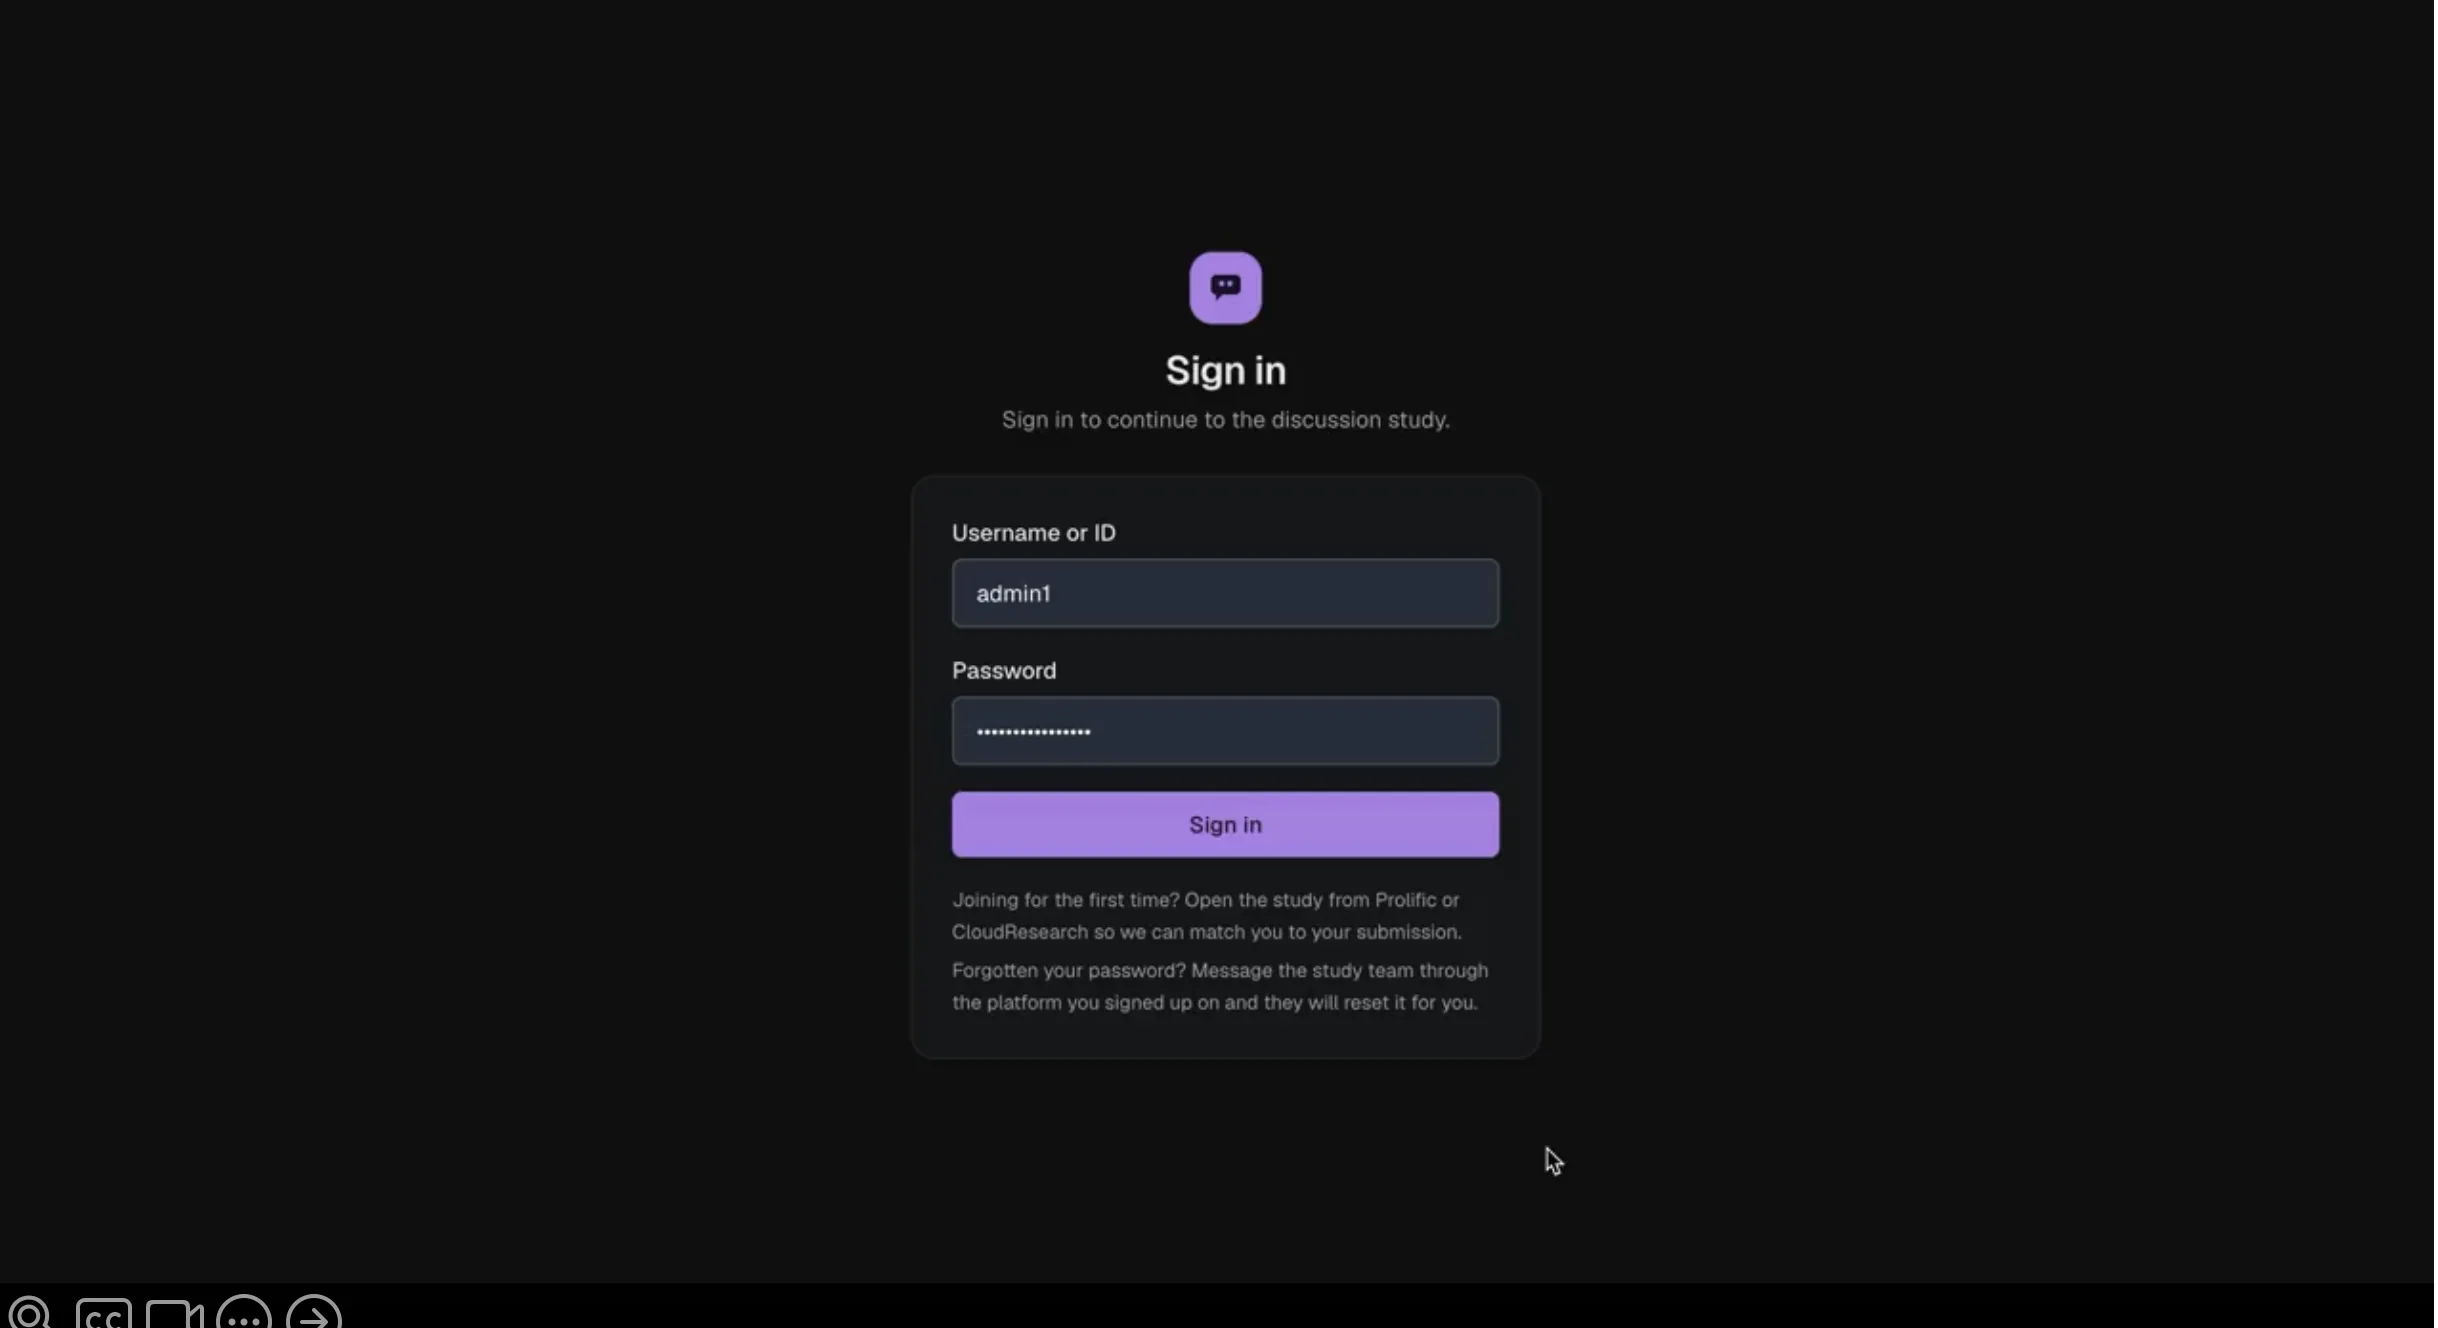 Sign in
Sign in to continue to the discussion study.
Username or ID
admin1
Password
••••••••••••••••
Sign in
Joining for the first time? Open the study from Prolific or
CloudResearch so we can match you to your submission.
Forgotten your password? Message the study team through
the platform you signed up on and they will reset it for you.
CC